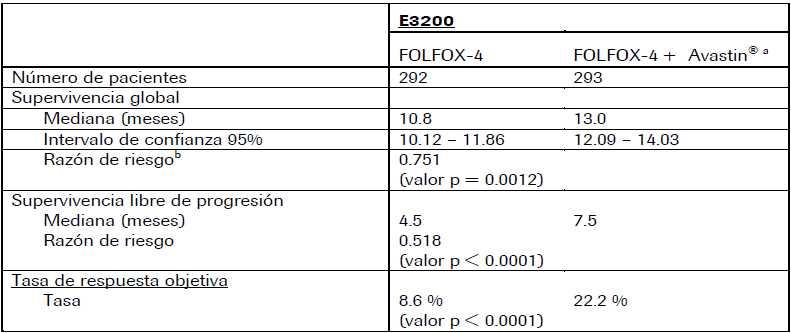 E3200
FOLFOX-4 FOLFOX-4 + Avastin® a
Número de pacientes 292 293
Supervivencia global
Mediana (meses) 10.8 13.0
Intervalo de confianza 95% 10.12 – 11.86 12.09 – 14.03
Razón de riesgob 0.751
(valor p = 0.0012)
Supervivencia libre de progresión
Mediana (meses) 4.5 7.5
Razón de riesgo 0.518
(valor p < 0.0001)
Tasa de respuesta objetiva
Tasa 8.6 % 22.2 %
(valor p < 0.0001)